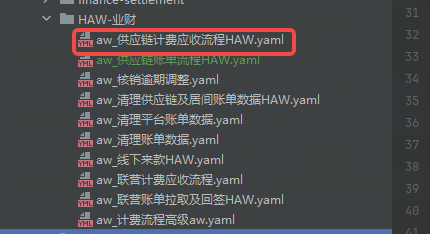 finance-settlement
HAW-业财
aw_供应链计费应收流程HAW.yaml
aw_供应链账单流程HAW.yaml
aw_核销逾期调整.yaml
aw_清理供应链及居间账单数据HAW.yaml
aw_清理平台账单数据.yaml
aw_清理账单数据.yaml
aw_线下来款HAW.yaml
aw_联营计费应收流程.yaml
aw_联营账单拉取及回签HAW.yaml
aw_计费流程高级aw.yaml
31
32
33
34
35
36
37
38
39
40
41